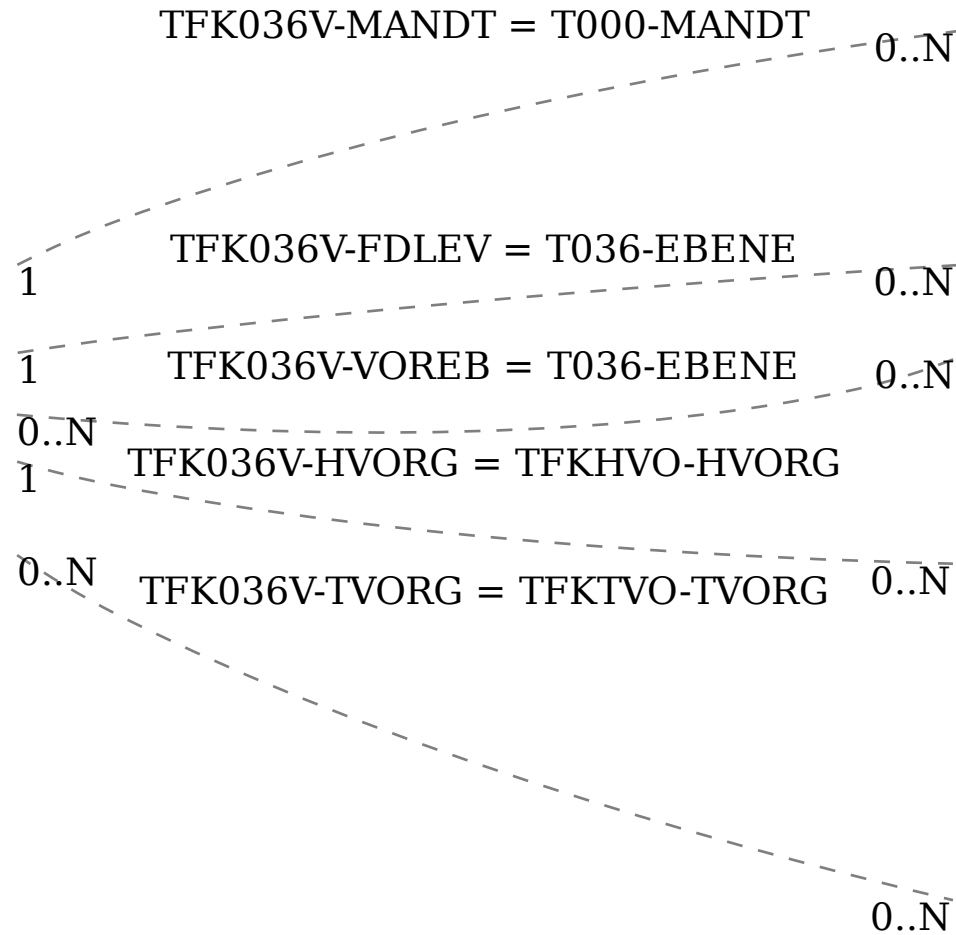 TFK036V-MANDT = T000-MANDT
0..N
TFK036V-FDLEV = T036-EBENE
1
0..N
TFK036V-VOREB = T036-EBENE
1
0..N
0..N
TFK036V-HVORG = TFKHVO-HVORG
1
0..N
TFK036V-TVORG = TFKTVO-TVORG
0..N
0..N